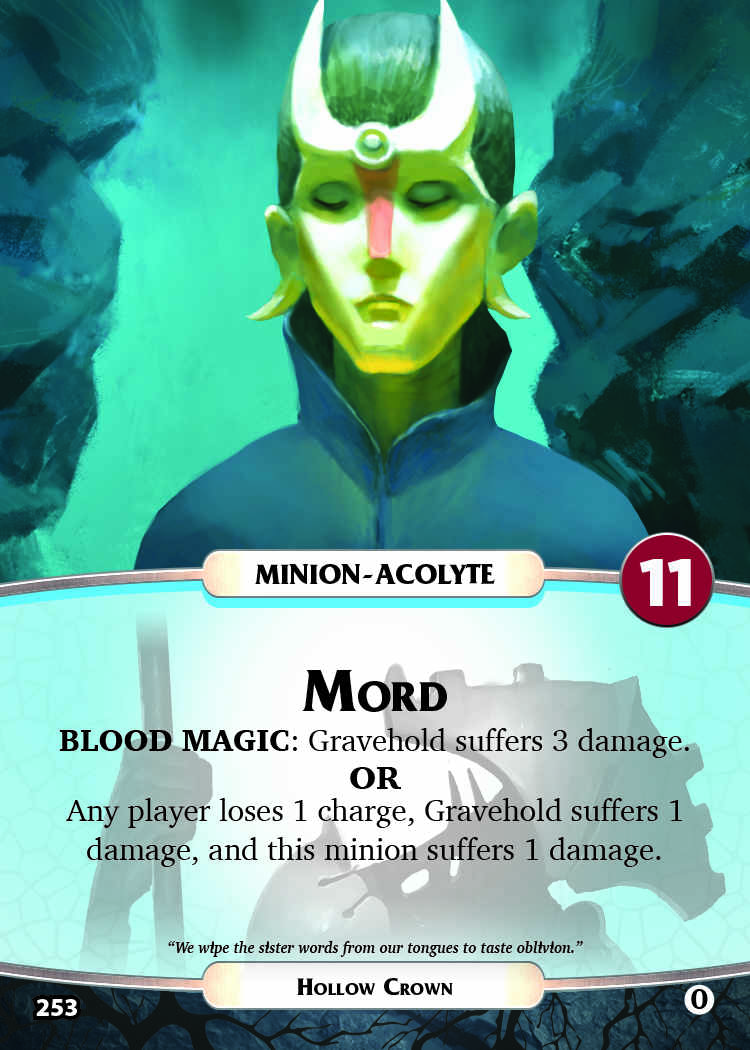 MINION-ACOLYTE
11
MORD
BLOOD MAGIC: Gravehold suffers 3 damage.
OR
Any player loses 1 charge, Gravehold suffers 1
damage, and this minion suffers 1 damage.
“We wipe the sister words from our tongues to taste oblivion.”
HOLLOW CROWN
253
0